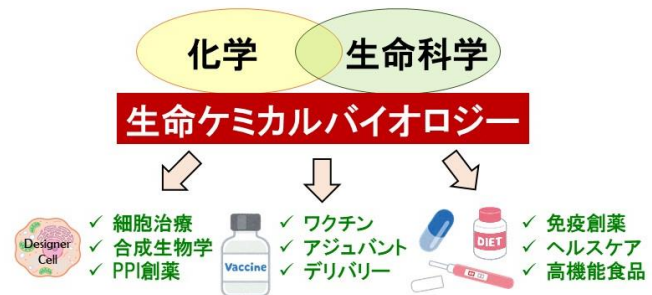 化学
生命科学
生命ケミカルバイオロジー
Designer
Cell
✓ 細胞治療
✓ 合成生物学
✓ PPI創薬
Vaccine
✓ ワクチン
✓ アジュバント
✓ デリバリー
DIET
✓ 免疫創薬
✓ ヘルスケア
✓ 高機能食品